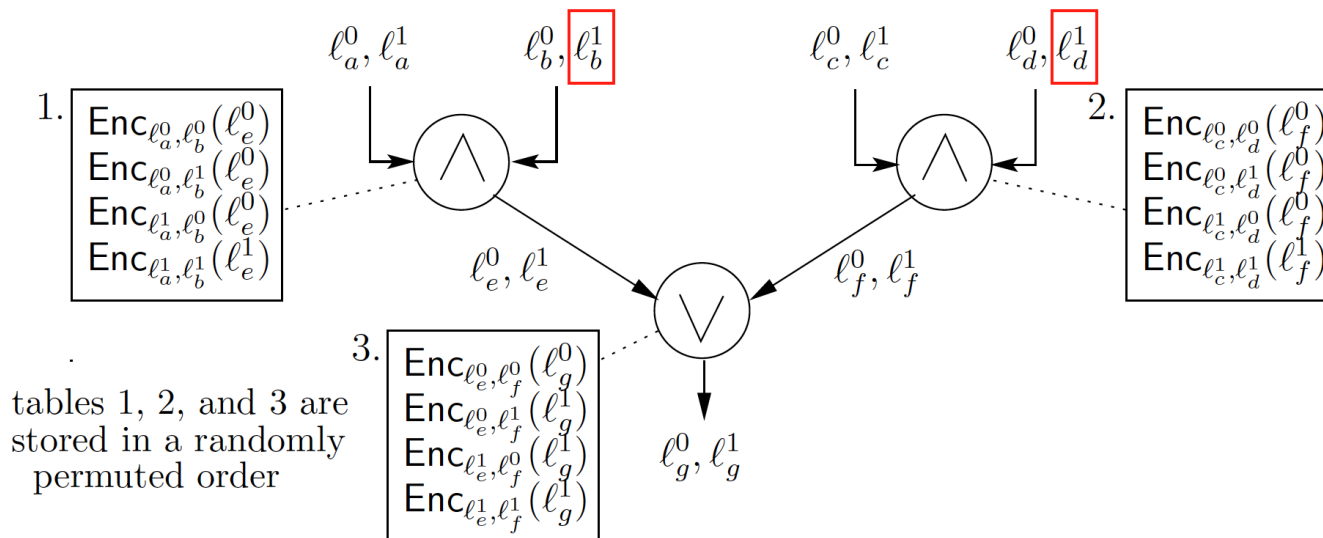 ℓ_a^0, ℓ_a^1
ℓ_b^0, ℓ_b^1
ℓ_c^0, ℓ_c^1
ℓ_d^0, ℓ_d^1
1.
Enc_{ℓ_a^0, ℓ_b^0}(ℓ_e^0)
Enc_{ℓ_a^0, ℓ_b^1}(ℓ_e^0)
Enc_{ℓ_a^1, ℓ_b^0}(ℓ_e^0)
Enc_{ℓ_a^1, ℓ_b^1}(ℓ_e^1)
∧
∧
2.
Enc_{ℓ_c^0, ℓ_d^0}(ℓ_f^0)
Enc_{ℓ_c^0, ℓ_d^1}(ℓ_f^0)
Enc_{ℓ_c^1, ℓ_d^0}(ℓ_f^0)
Enc_{ℓ_c^1, ℓ_d^1}(ℓ_f^1)
ℓ_e^0, ℓ_e^1
ℓ_f^0, ℓ_f^1
∨
3.
Enc_{ℓ_e^0, ℓ_f^0}(ℓ_g^0)
Enc_{ℓ_e^0, ℓ_f^1}(ℓ_g^1)
Enc_{ℓ_e^1, ℓ_f^0}(ℓ_g^1)
Enc_{ℓ_e^1, ℓ_f^1}(ℓ_g^1)
ℓ_g^0, ℓ_g^1
.
tables 1, 2, and 3 are
stored in a randomly
permuted order